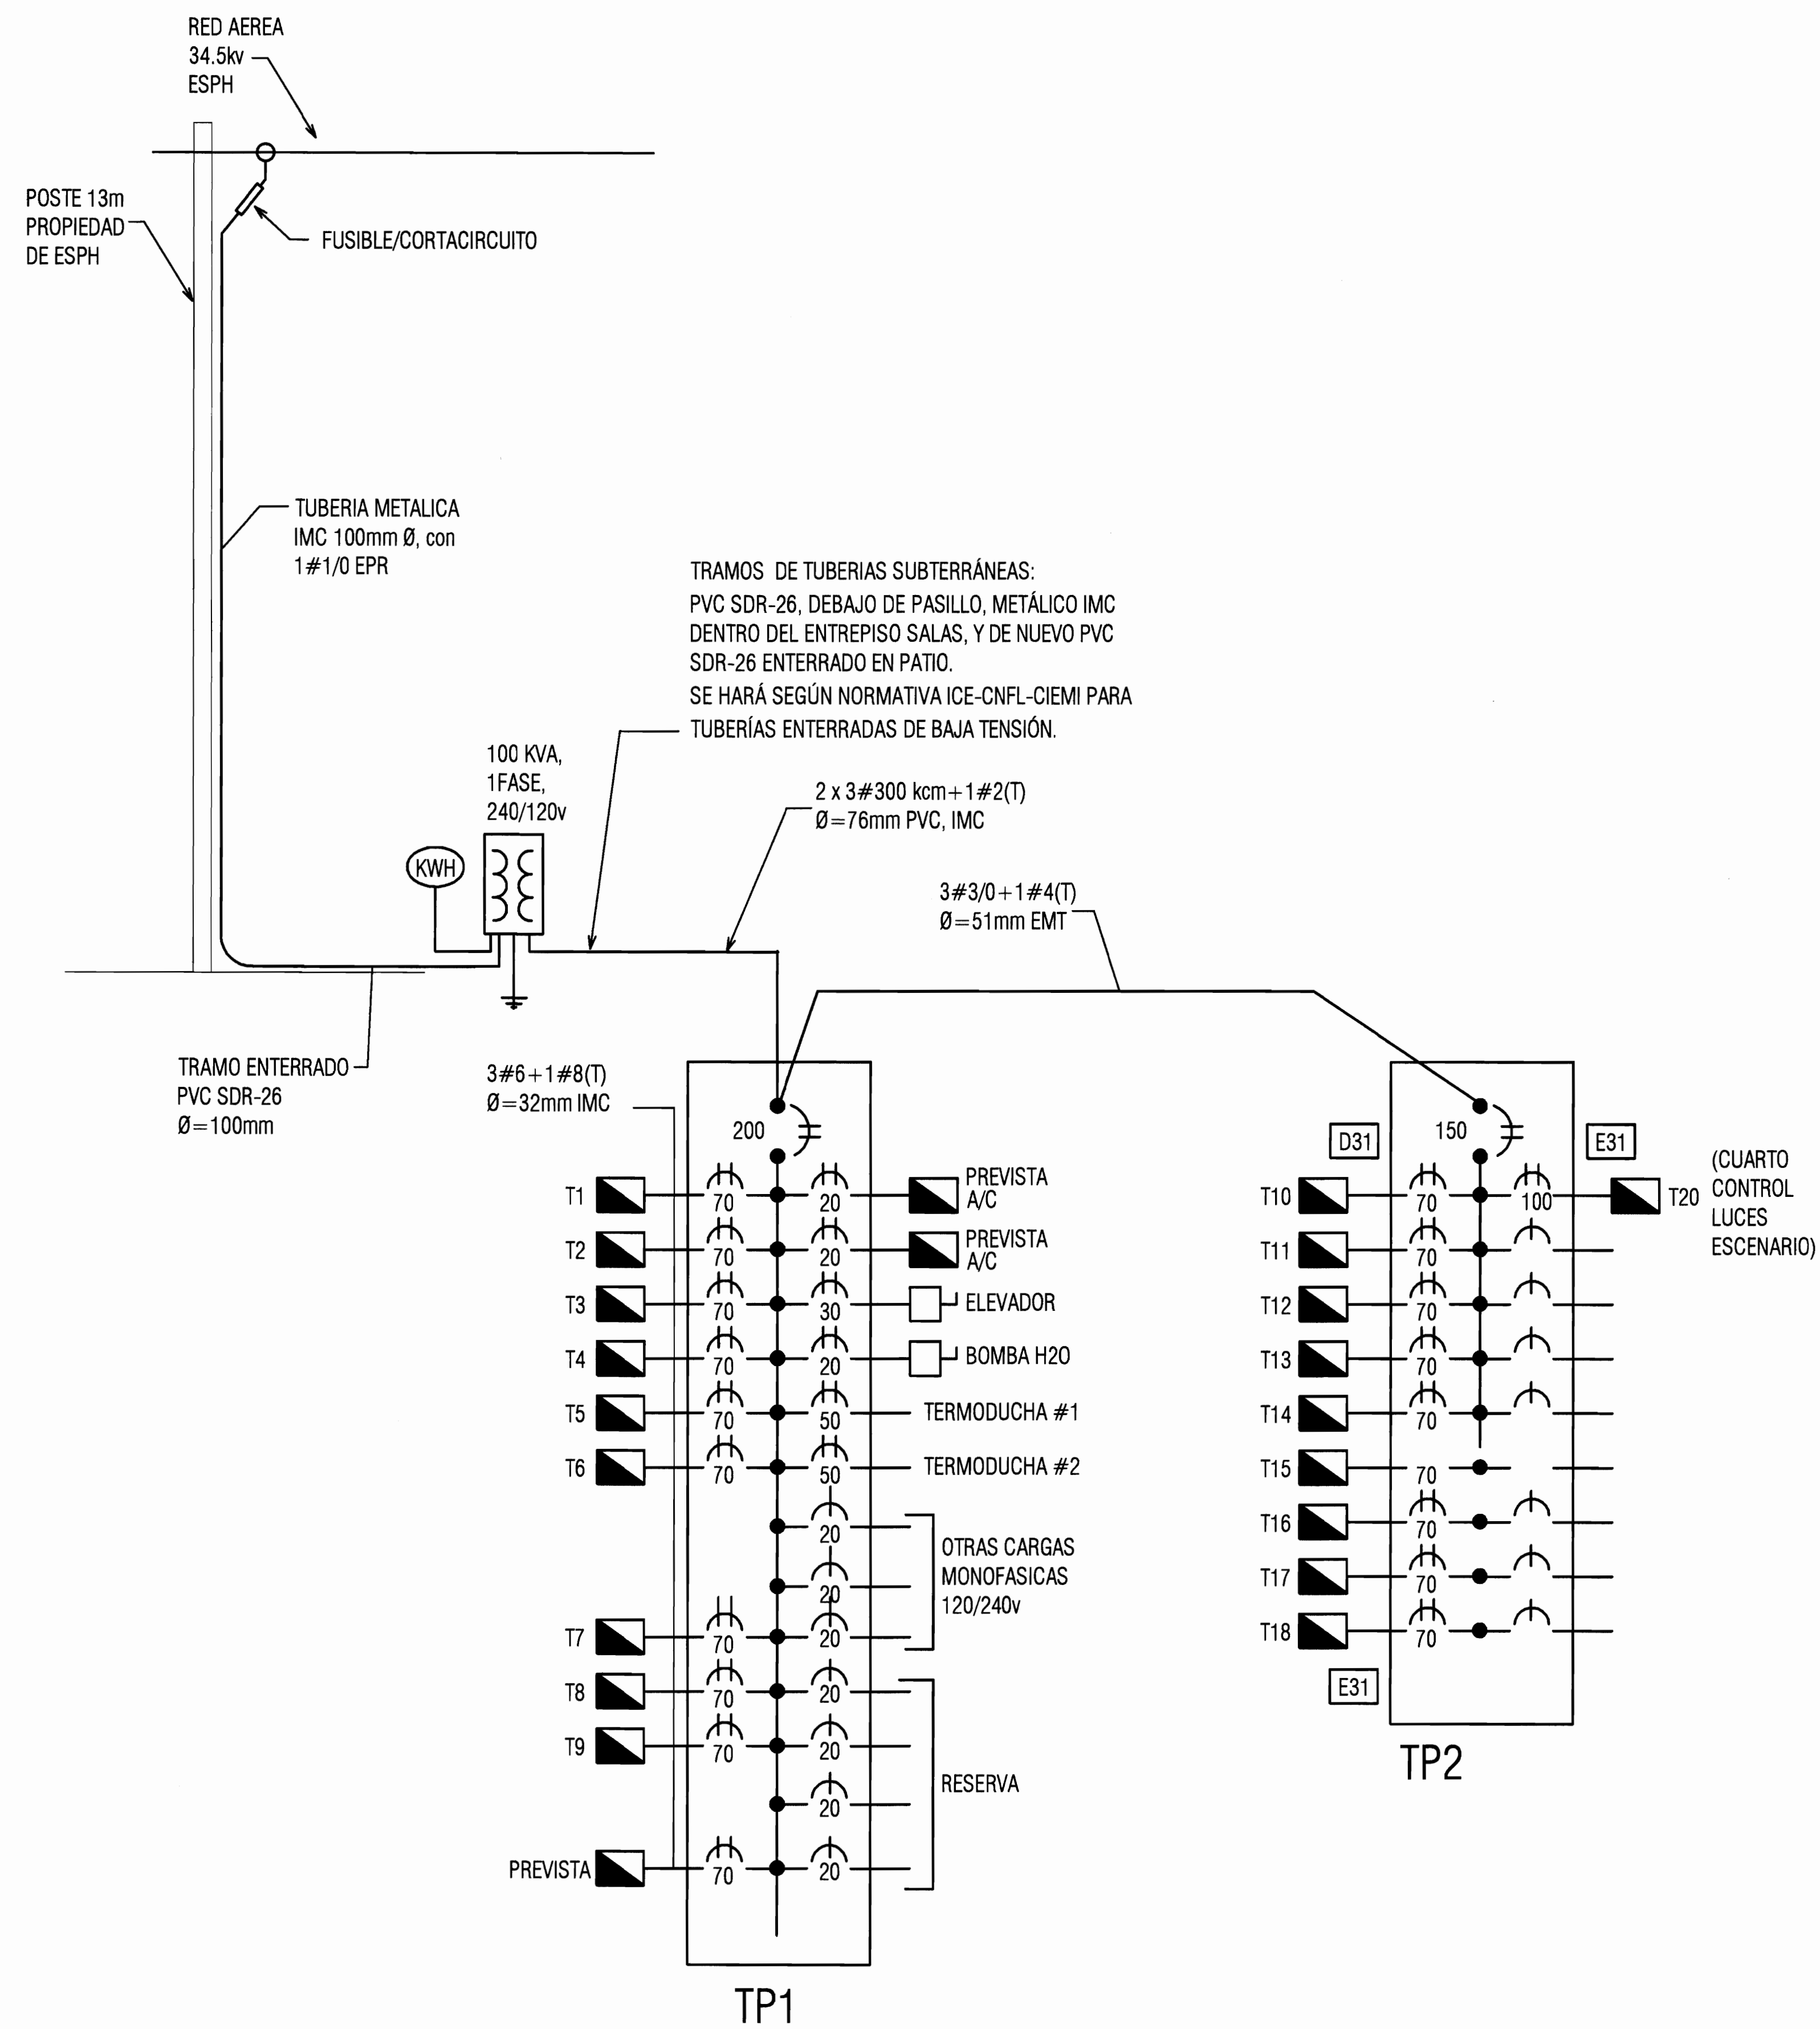 RED AEREA
34.5kv
ESPH
POSTE 13m
PROPIEDAD
DE ESPH
FUSIBLE/CORTACIRCUITO
TUBERIA METALICA
IMC 100mm Ø, con
1#1/0 EPR
TRAMOS DE TUBERIAS SUBTERRÁNEAS:
PVC SDR-26, DEBAJO DE PASILLO, METÁLICO IMC
DENTRO DEL ENTREPISO SALAS, Y DE NUEVO PVC
SDR-26 ENTERRADO EN PATIO.
SE HARÁ SEGÚN NORMATIVA ICE-CNFL-CIEMI PARA
TUBERÍAS ENTERRADAS DE BAJA TENSIÓN.
100 KVA,
1FASE,
240/120v
KWH
2 x 3#300 kcm+1#2(T)
Ø=76mm PVC, IMC
3#3/0+1#4(T)
Ø=51mm EMT
TRAMO ENTERRADO
PVC SDR-26
Ø=100mm
3#6+1#8(T)
Ø=32mm IMC
200
T1 70 20 PREVISTA
A/C
T2 70 20 PREVISTA
A/C
T3 70 30 ELEVADOR
T4 70 20 BOMBA H2O
T5 70 50 TERMODUCHA #1
T6 70 50 TERMODUCHA #2
20
20
OTRAS CARGAS
MONOFASICAS
120/240v
T7 70 20
T8 70 20
T9 70 20
RESERVA
20
PREVISTA 70 20
TP1
D31 150 E31
T10 70 100 T20
(CUARTO
CONTROL
LUCES
ESCENARIO)
T11 70
T12 70
T13 70
T14 70
T15 70
T16 70
T17 70
T18 70
E31
TP2